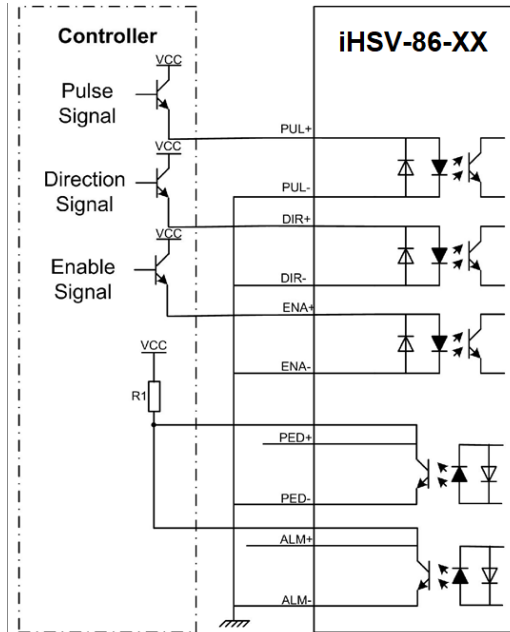 Controller
iHSV-86-XX
VCC
Pulse
Signal
PUL+
VCC
Direction
Signal
PUL-
DIR+
VCC
Enable
Signal
DIR-
ENA+
VCC
ENA-
R1
PED+
PED-
ALM+
ALM-